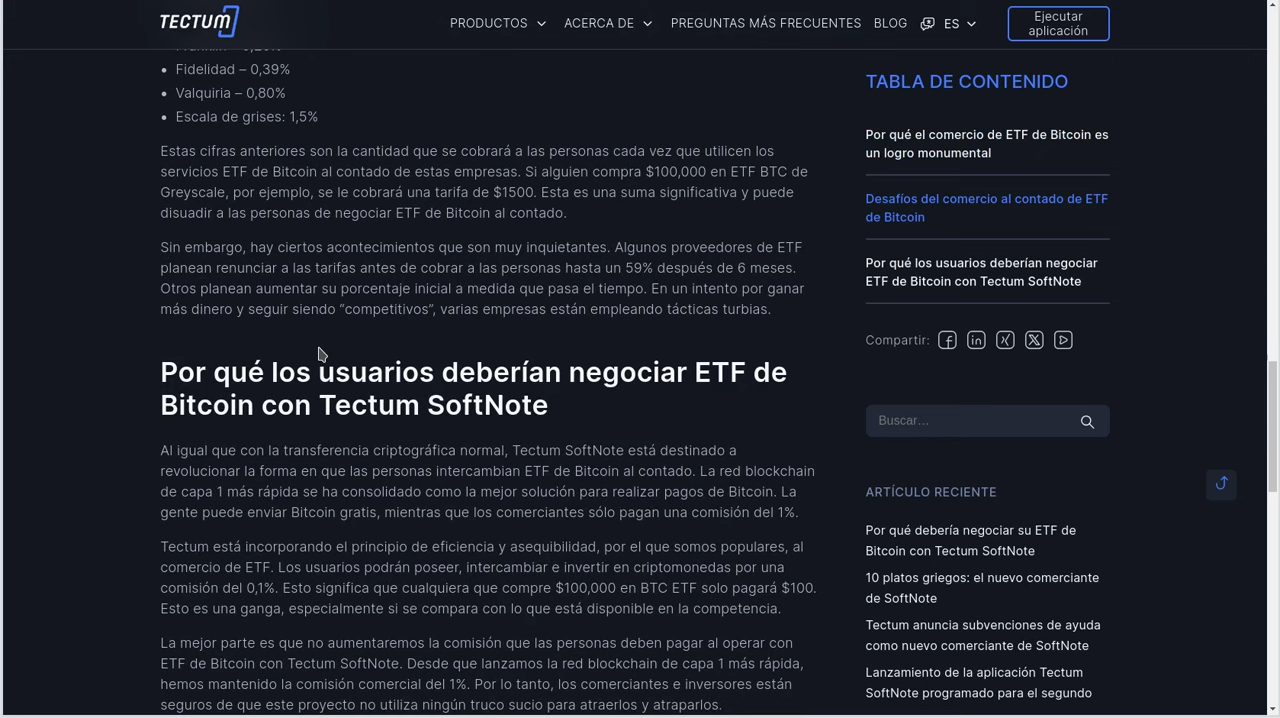 TECTUM
PRODUCTOS
ACERCA DE
PREGUNTAS MÁS FRECUENTES
BLOG
ES
Ejecutar
aplicación
• Fidelidad – 0,39%
• Valquiria – 0,80%
• Escala de grises: 1,5%
Estas cifras anteriores son la cantidad que se cobrará a las personas cada vez que utilicen los
servicios ETF de Bitcoin al contado de estas empresas. Si alguien compra $100,000 en ETF BTC de
Greyscale, por ejemplo, se le cobrará una tarifa de $1500. Esta es una suma significativa y puede
disuadir a las personas de negociar ETF de Bitcoin al contado.
Sin embargo, hay ciertos acontecimientos que son muy inquietantes. Algunos proveedores de ETF
planean renunciar a las tarifas antes de cobrar a las personas hasta un 59% después de 6 meses.
Otros planean aumentar su porcentaje inicial a medida que pasa el tiempo. En un intento por ganar
más dinero y seguir siendo “competitivos”, varias empresas están empleando tácticas turbias.
Por qué los usuarios deberían negociar ETF de
Bitcoin con Tectum SoftNote
Al igual que con la transferencia criptográfica normal, Tectum SoftNote está destinado a
revolucionar la forma en que las personas intercambian ETF de Bitcoin al contado. La red blockchain
de capa 1 más rápida se ha consolidado como la mejor solución para realizar pagos de Bitcoin. La
gente puede enviar Bitcoin gratis, mientras que los comerciantes sólo pagan una comisión del 1%.
Tectum está incorporando el principio de eficiencia y asequibilidad, por el que somos populares, al
comercio de ETF. Los usuarios podrán poseer, intercambiar e invertir en criptomonedas por una
comisión del 0,1%. Esto significa que cualquiera que compre $100,000 en BTC ETF solo pagará $100.
Esto es una ganga, especialmente si se compara con lo que está disponible en la competencia.
La mejor parte es que no aumentaremos la comisión que las personas deben pagar al operar con
ETF de Bitcoin con Tectum SoftNote. Desde que lanzamos la red blockchain de capa 1 más rápida,
hemos mantenido la comisión comercial del 1%. Por lo tanto, los comerciantes e inversores están
seguros de que este proyecto no utiliza ningún truco sucio para atraerlos y atraparlos.
TABLA DE CONTENIDO
Por qué el comercio de ETF de Bitcoin es
un logro monumental
Desafíos del comercio al contado de ETF
de Bitcoin
Por qué los usuarios deberían negociar
ETF de Bitcoin con Tectum SoftNote
Compartir:
Buscar...
ARTÍCULO RECIENTE
Por qué debería negociar su ETF de
Bitcoin con Tectum SoftNote
10 platos griegos: el nuevo comerciante
de SoftNote
Tectum anuncia subvenciones de ayuda
como nuevo comerciante de SoftNote
Lanzamiento de la aplicación Tectum
SoftNote programado para el segundo